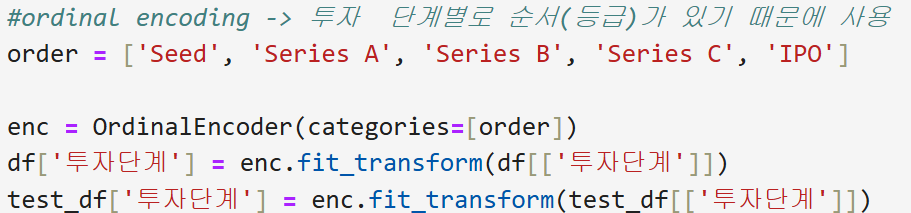 #ordinal encoding -> 투자  단계별로 순서(등급)가 있기 때문에 사용
order = ['Seed', 'Series A', 'Series B', 'Series C', 'IPO']
enc = OrdinalEncoder(categories=[order])
df['투자단계'] = enc.fit_transform(df[['투자단계']])
test_df['투자단계'] = enc.fit_transform(test_df[['투자단계']])